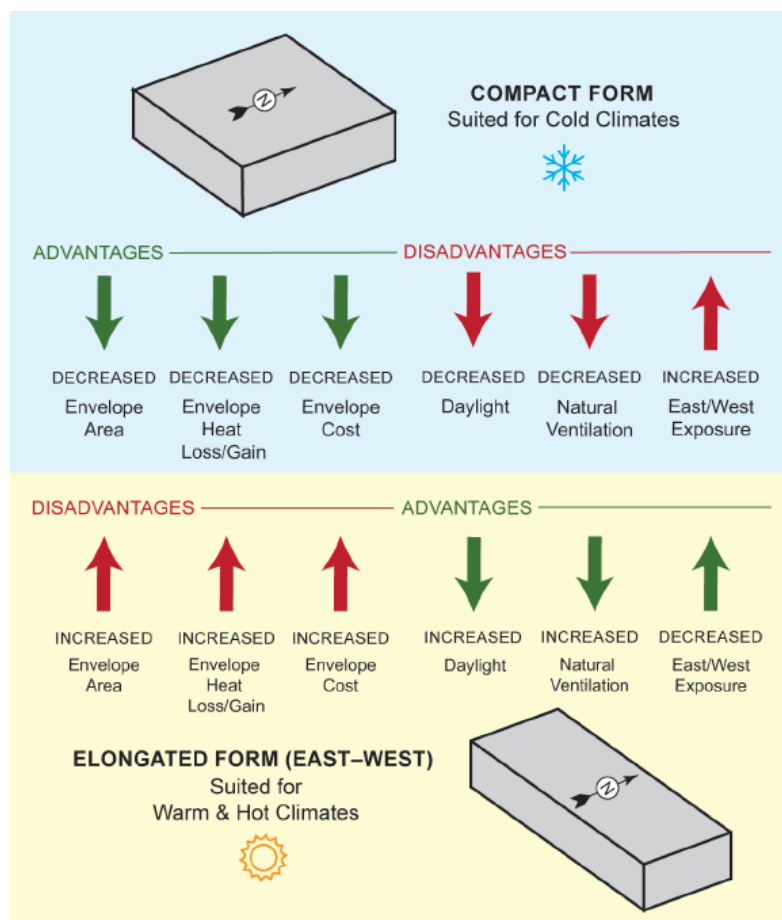 N
COMPACT FORM
Suited for Cold Climates
ADVANTAGES
DISADVANTAGES
DECREASED
Envelope
Area
DECREASED
Envelope
Heat
Loss/Gain
DECREASED
Envelope
Cost
DECREASED
Daylight
DECREASED
Natural
Ventilation
INCREASED
East/West
Exposure
DISADVANTAGES
ADVANTAGES
INCREASED
Envelope
Area
INCREASED
Envelope
Heat
Loss/Gain
INCREASED
Envelope
Cost
INCREASED
Daylight
INCREASED
Natural
Ventilation
DECREASED
East/West
Exposure
ELONGATED FORM (EAST–WEST)
Suited for
Warm & Hot Climates
N